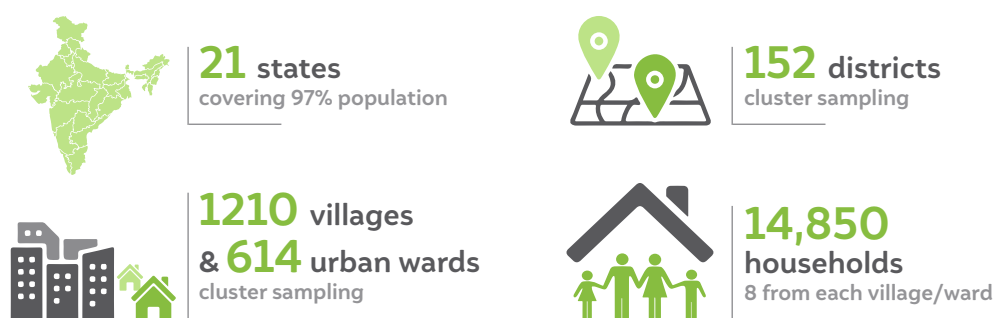 21 states
covering 97% population
152 districts
cluster sampling
1210 villages
& 614 urban wards
cluster sampling
14,850
households
8 from each village/ward